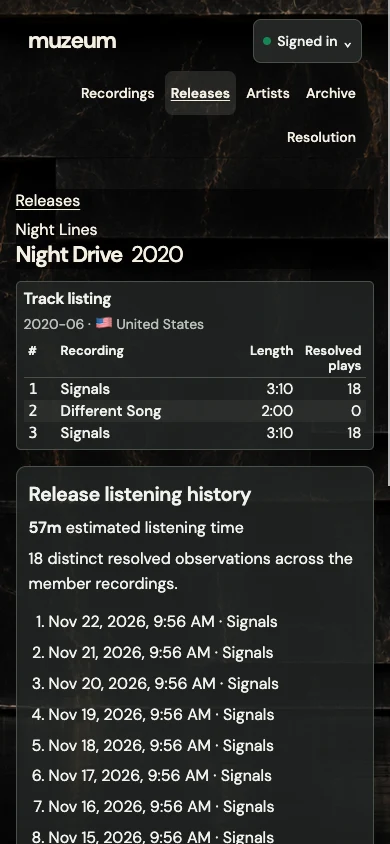 muzeum
Signed in
Recordings Releases Artists Archive
Resolution
Releases
Night Lines
Night Drive 2020
Track listing
2020-06 · 🇺🇸 United States
# Recording Length Resolved plays
1 Signals 3:10 18
2 Different Song 2:00 0
3 Signals 3:10 18
Release listening history
57m estimated listening time
18 distinct resolved observations across the
member recordings.
1. Nov 22, 2026, 9:56 AM · Signals
2. Nov 21, 2026, 9:56 AM · Signals
3. Nov 20, 2026, 9:56 AM · Signals
4. Nov 19, 2026, 9:56 AM · Signals
5. Nov 18, 2026, 9:56 AM · Signals
6. Nov 17, 2026, 9:56 AM · Signals
7. Nov 16, 2026, 9:56 AM · Signals
8. Nov 15, 2026, 9:56 AM · Signals